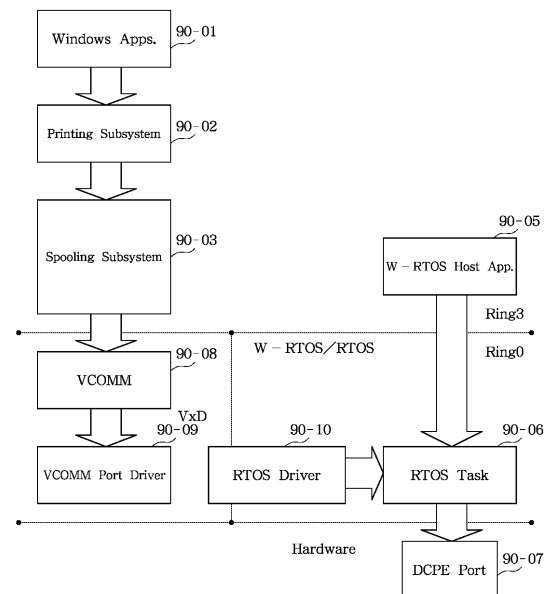 90-01
Windows Apps.
90-02
Printing Subsystem
90-03
Spooling Subsystem
90-05
W-RTOS Host App.
Ring3
W-RTOS/RTOS
Ring0
90-08
VCOMM
VxD
90-09
VCOMM Port Driver
90-10
RTOS Driver
90-06
RTOS Task
Hardware
90-07
DCPE Port